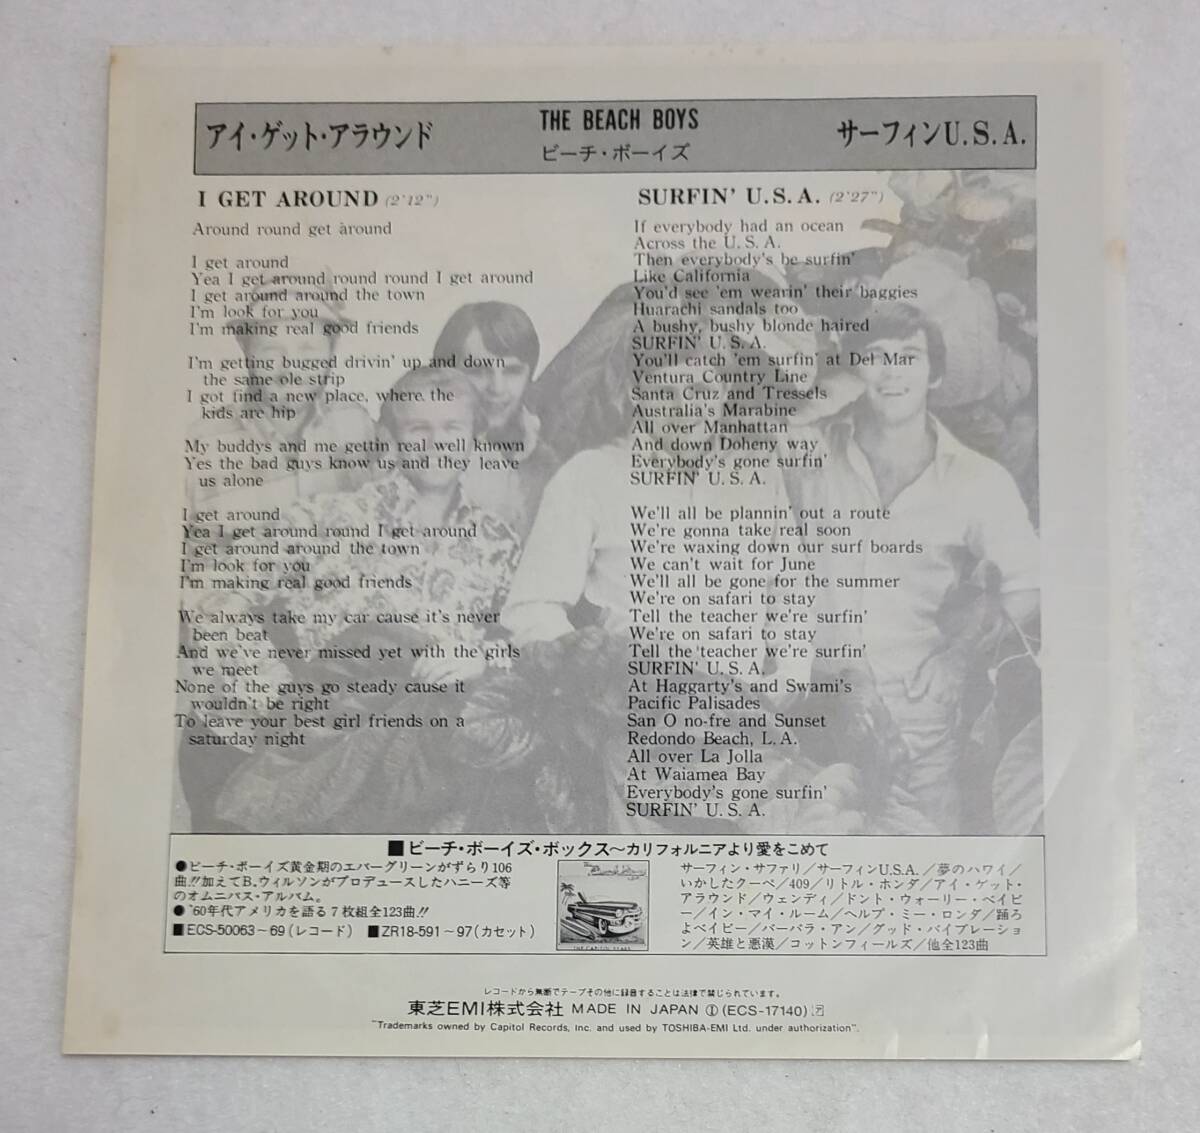 アイ・ゲット・アラウンド
THE BEACH BOYS
ビーチ・ボーイズ
サーフィンU.S.A.
I GET AROUND (2'12")
Around round get around
I get around
Yea I get around round round I get around
I get around around the town
I'm look for you
I'm making real good friends
I'm getting bugged drivin' up and down
the same ole strip
I got find a new place, where the
kids are hip
My buddys and me gettin real well known
Yes the bad guys know us and they leave
us alone
I get around
Yea I get around round I get around
I get around around the town
I'm look for you
I'm making real good friends
We always take my car cause it's never
been beat
And we've never missed yet with the girls
we meet
None of the guys go steady cause it
wouldn't be right
To leave your best girl friends on a
saturday night
SURFIN' U.S.A. (2'27")
If everybody had an ocean
Across the U.S.A.
Then everybody's be surfin'
Like California
You'd see 'em wearin' their baggies
Huarachi sandals too
A bushy, bushy blonde haired
SURFIN' U.S.A.
You'll catch 'em surfin' at Del Mar
Ventura Country Line
Santa Cruz and Tressels
Australia's Marabine
All over Manhattan
And down Doheny way
Everybody's gone surfin'
SURFIN' U.S.A.
We'll all be plannin' out a route
We're gonna take real soon
We're waxing down our surf boards
We can't wait for June
We'll all be gone for the summer
We're on safari to stay
Tell the teacher we're surfin'
We're on safari to stay
Tell the teacher we're surfin'
SURFIN' U.S.A.
At Haggarty's and Swami's
Pacific Palisades
San O no-fre and Sunset
Redondo Beach, L.A.
All over La Jolla
At Waiamea Bay
Everybody's gone surfin'
SURFIN' U.S.A.
■ビーチ・ボーイズ・ボックス〜カリフォルニアより愛をこめて
●ビーチ・ボーイズ黄金期のエバーグリーンがずらり106
曲!!加えてB.ウィルソンがプロデュースしたハニーズ等
のオムニバス・アルバム。
●'60年代アメリカを語る7枚組全123曲!!
■ECS-50063〜69(レコード) ■ZR18-591〜97(カセット)
THE CAPITOL YEARS
サーフィン・サファリ/サーフィンU.S.A./夢のハワイ/
いかしたクーペ/409/リトル・ホンダ/アイ・ゲット・
アラウンド/ウェンディ/ドント・ウォーリー・ベイビ
ー/イン・マイ・ルーム/ヘルプ・ミー・ロンダ/踊ろ
よベイビー/バーバラ・アン/グッド・バイブレーショ
ン/英雄と悪漢/コットンフィールズ/他全123曲
レコードから無断でテープその他に録音することは法律で禁じられています。
東芝EMI株式会社 MADE IN JAPAN ① (ECS-17140)
"Trademarks owned by Capitol Records, Inc. and used by TOSHIBA-EMI Ltd. under authorization".